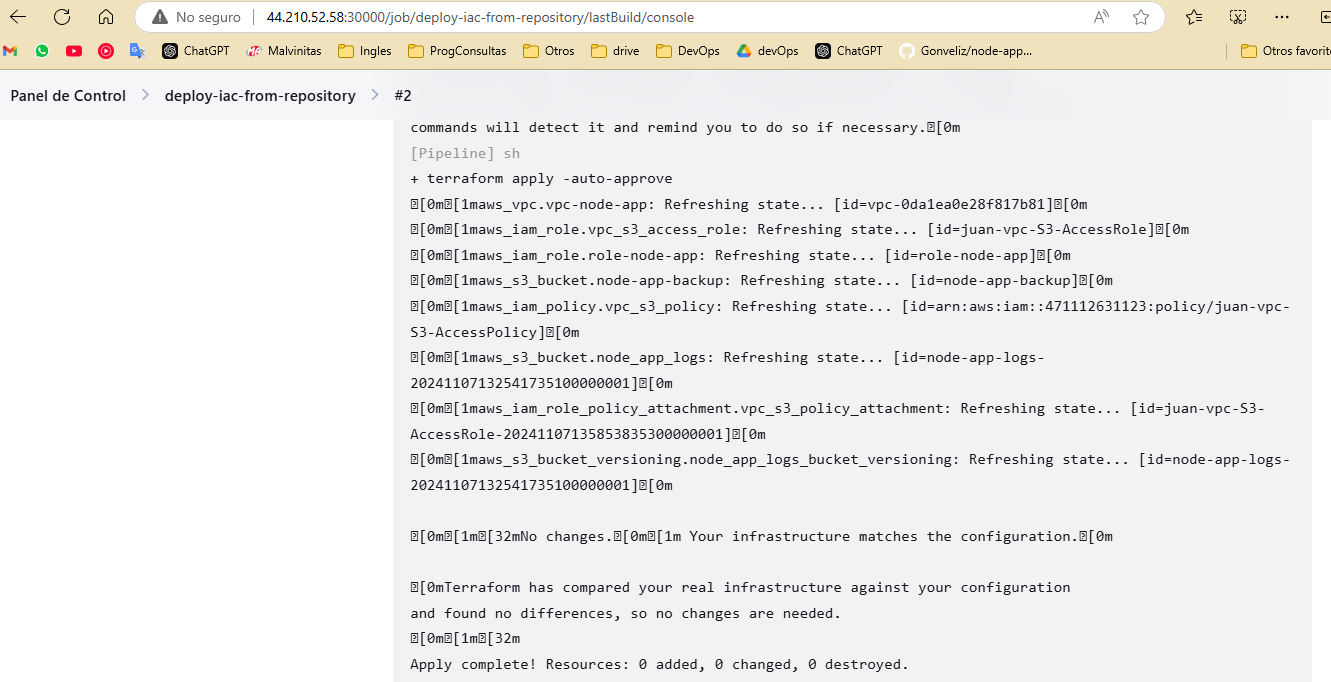 No seguro
44.210.52.58:30000/job/deploy-iac-from-repository/lastBuild/console
ChatGPT
Malvinitas
Ingles
ProgConsultas
Otros
drive
DevOps
devOps
ChatGPT
Gonveliz/node-app...
Otros favorit
Panel de Control
deploy-iac-from-repository
#2
commands will detect it and remind you to do so if necessary.␛[0m
[Pipeline] sh
+ terraform apply -auto-approve
␛[0m␛[1maws_vpc.vpc-node-app: Refreshing state... [id=vpc-0da1ea0e28f817b81]␛[0m
␛[0m␛[1maws_iam_role.vpc_s3_access_role: Refreshing state... [id=juan-vpc-S3-AccessRole]␛[0m
␛[0m␛[1maws_iam_role.role-node-app: Refreshing state... [id=role-node-app]␛[0m
␛[0m␛[1maws_s3_bucket.node-app-backup: Refreshing state... [id=node-app-backup]␛[0m
␛[0m␛[1maws_iam_policy.vpc_s3_policy: Refreshing state... [id=arn:aws:iam::471112631123:policy/juan-vpc-
S3-AccessPolicy]␛[0m
␛[0m␛[1maws_s3_bucket.node_app_logs: Refreshing state... [id=node-app-logs-
20241107132541735100000001]␛[0m
␛[0m␛[1maws_iam_role_policy_attachment.vpc_s3_policy_attachment: Refreshing state... [id=juan-vpc-S3-
AccessRole-20241107135853835300000001]␛[0m
␛[0m␛[1maws_s3_bucket_versioning.node_app_logs_bucket_versioning: Refreshing state... [id=node-app-logs-
20241107132541735100000001]␛[0m
␛[0m␛[1m␛[32mNo changes.␛[0m␛[1m Your infrastructure matches the configuration.␛[0m
␛[0mTerraform has compared your real infrastructure against your configuration
and found no differences, so no changes are needed.
␛[0m␛[1m␛[32m
Apply complete! Resources: 0 added, 0 changed, 0 destroyed.